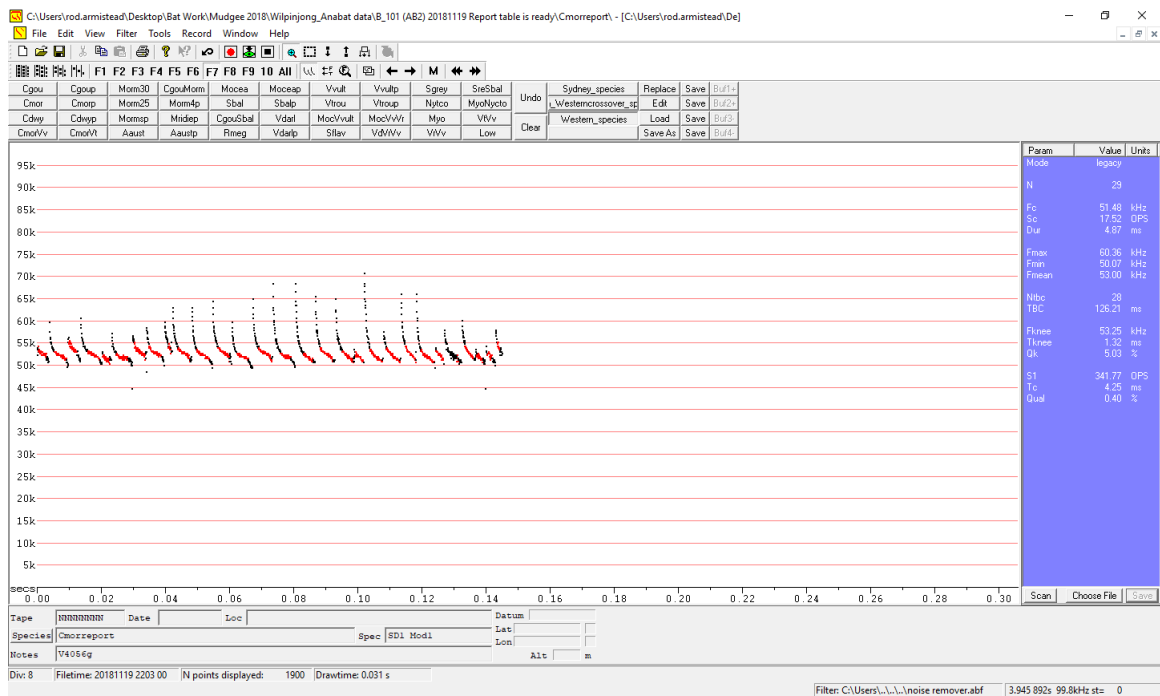 C:\Users\rod.armistead\Desktop\Bat Work\Mudgee 2018\Wilpinjong_Anabat data\B_101 (AB2) 20181119 Report table is ready\Cmorreport\ - [C:\Users\rod.armistead\De]
File Edit View Filter Tools Record Window Help
F1 F2 F3 F4 F5 F6 F7 F8 F9 10 All M
Cgou Cgoup Morm30 CgouMorm Mocea Moceap Vvult Vvultp Sgrey SreSbal Undo Sydney_species Replace Save Buf1+
Cmor Cmorp Morm25 Morm4p Sbal Sbalp Vtrou Vtroup Nytco MyoNycto _Westerncrossover_sp Edit Save Buf2+
Cdwy Cdwyp Mormsp Mridiep CgouSbal Vdarl MocVvult MocVvVr Myo VfVv Clear Western_species Load Save Buf3-
CmorVv CmorVt Aaust Aaustp Rmeg Vdarlp Sflav VdVrVv VrVv Low Save As Save Buf4-
Param Value Units
Mode legacy
N 29
Fc 51.48 kHz
Sc 17.52 OPS
Dur 4.87 ms
Fmax 60.36 kHz
Fmin 50.07 kHz
Fmean 53.00 kHz
Ntbc 28
TBC 126.21 ms
Fknee 53.25 kHz
Tknee 1.32 ms
Qk 5.03 %
S1 341.77 OPS
Tc 4.25 ms
Qual 0.40 %
95k
90k
85k
80k
75k
70k
65k
60k
55k
50k
45k
40k
35k
30k
25k
20k
15k
10k
5k
secs
0.00 0.02 0.04 0.06 0.08 0.10 0.12 0.14 0.16 0.18 0.20 0.22 0.24 0.26 0.28 0.30
Scan Choose File Save
Tape NNNNNNNN Date Loc Datum
Species Cmorreport Spec SD1 Mod1 Lat
Lon
Notes V4056g Alt m
Div: 8 Filetime: 20181119 2203 00 N points displayed: 1900 Drawtime: 0.031 s
Filter: C:\Users\..\..\..\noise remover.abf 3.945 892s 99.8kHz st= 0